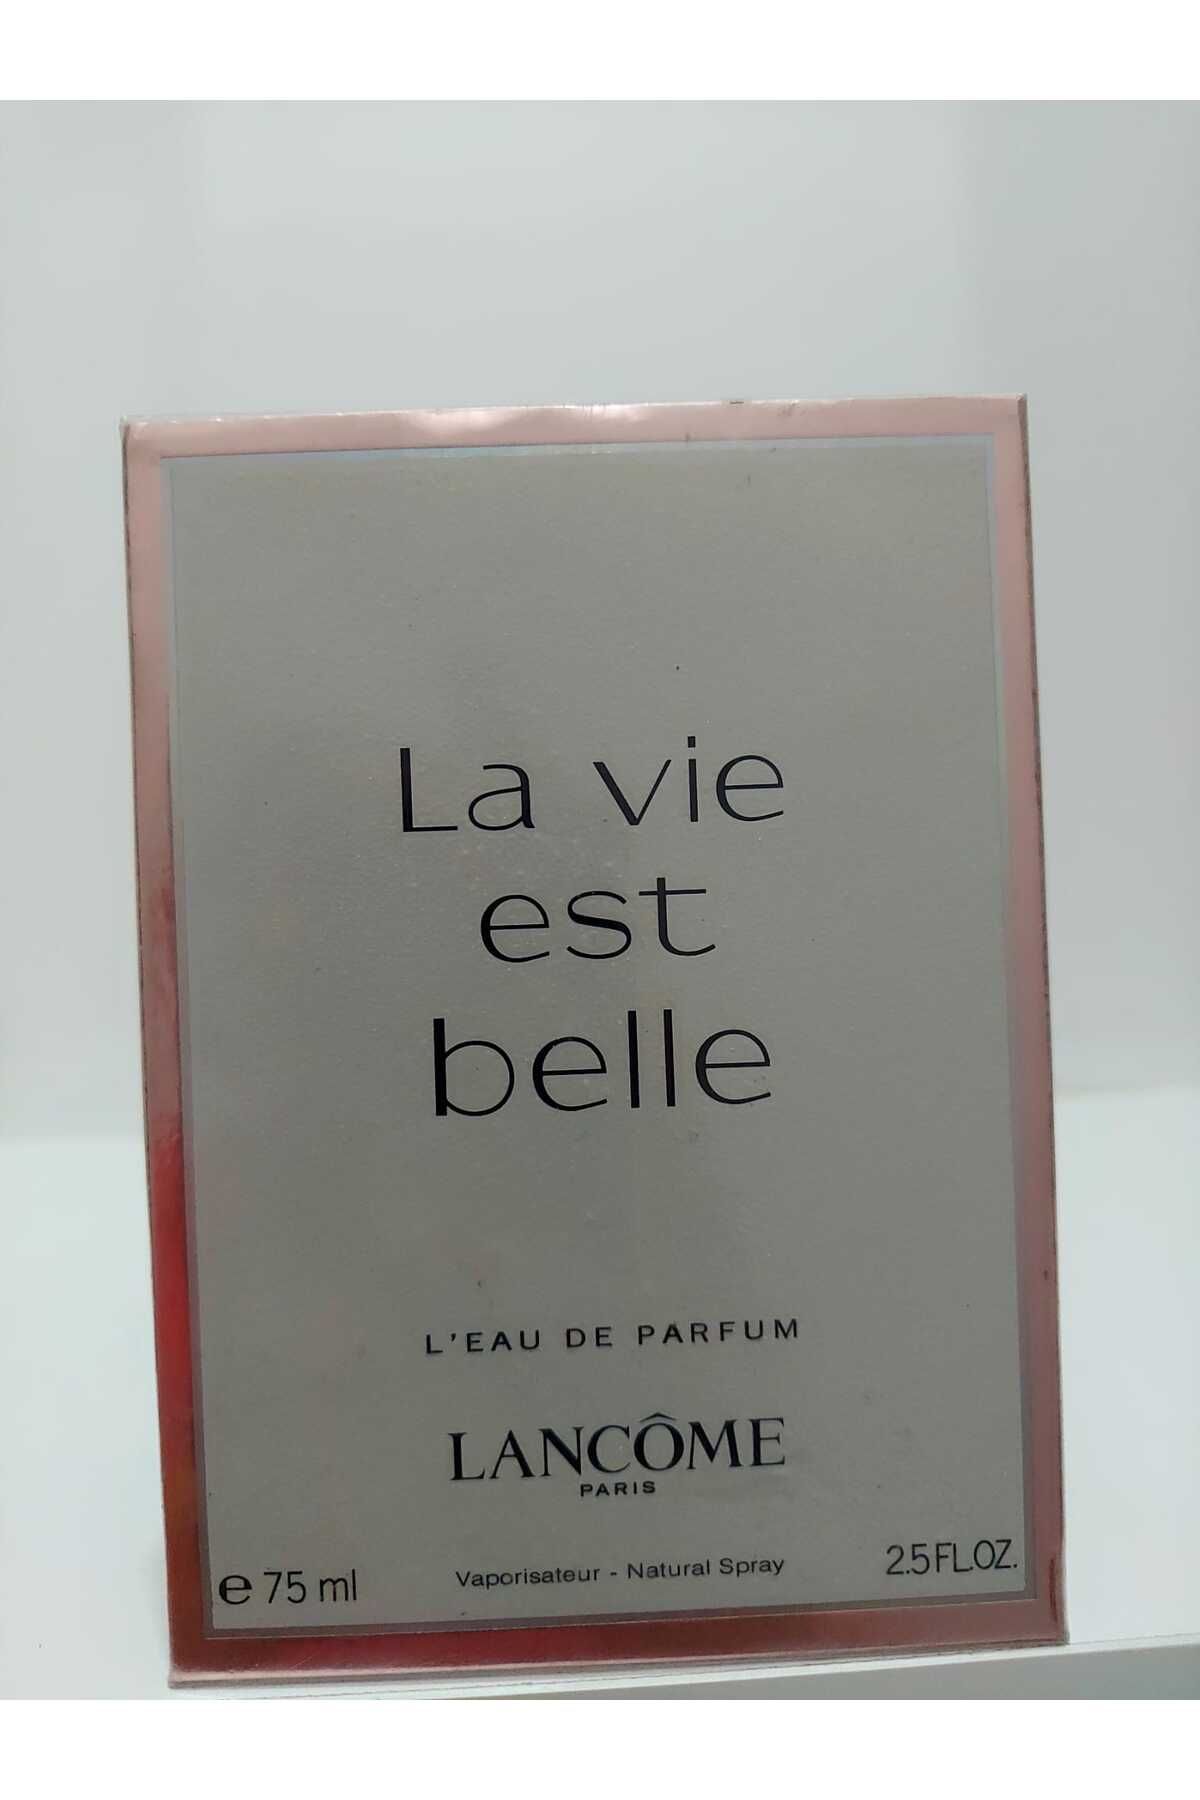 La vie
est
belle
L'EAU DE PARFUM
LANCÔME
PARIS
e 75 ml
Vaporisateur - Natural Spray
2.5 FL.OZ.